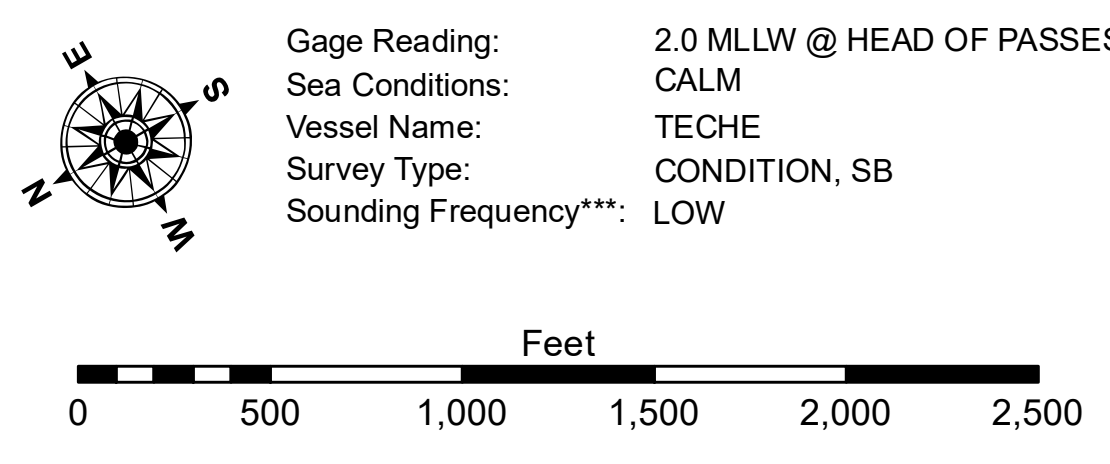 E
S
N
W
Gage Reading: 2.0 MLLW @ HEAD OF PASSES
Sea Conditions: CALM
Vessel Name: TECHE
Survey Type: CONDITION, SB
Sounding Frequency***: LOW
Feet
0 500 1,000 1,500 2,000 2,500